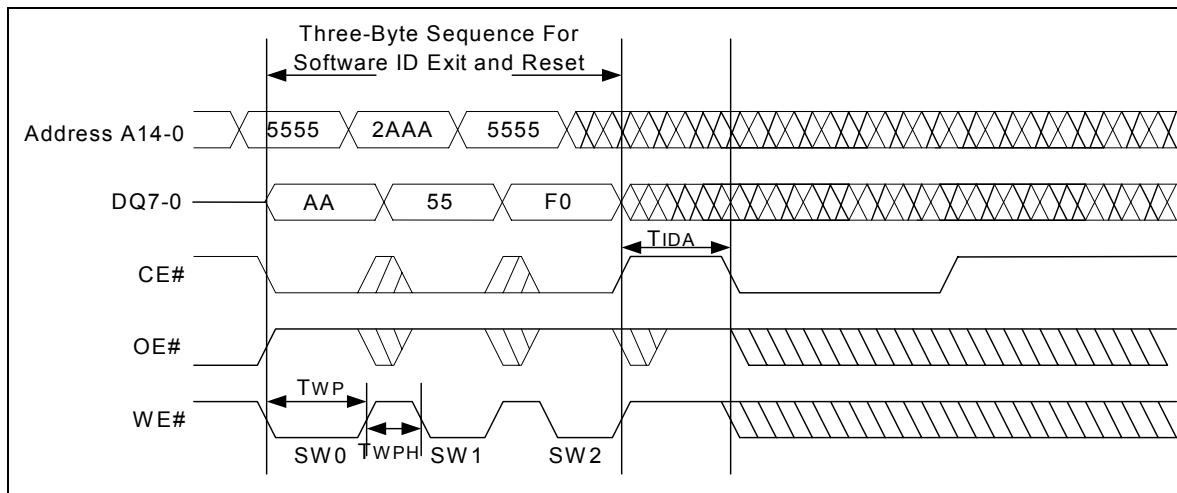 Three-Byte Sequence For
Software ID Exit and Reset
Address A14-0
5555 2AAA 5555
DQ7-0
AA 55 F0
TIDA
CE#
OE#
TWP
WE#
TWPH
SW0 SW1 SW2